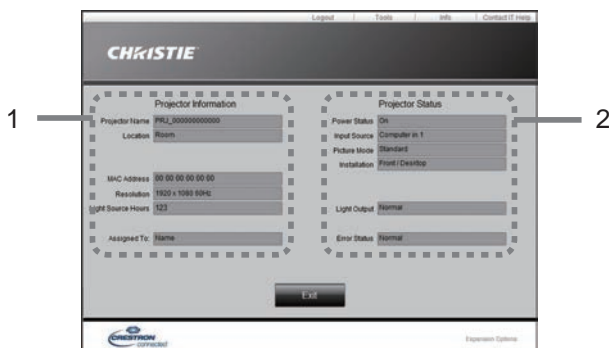 Logout Tools Info Contact IT Help
CHRISTIE
1
2
Projector Information
Projector Name PRJ_000000000000
Location Room
MAC Address 00:00:00:00:00:00
Resolution 1920 x 1080 60Hz
Light Source Hours 123
Assigned To: Name
Projector Status
Power Status On
Input Source Computer in 1
Picture Mode Standard
Installation Front / Desktop
Light Output Normal
Error Status Normal
Exit
CRESTRON
connected
Expansion Options